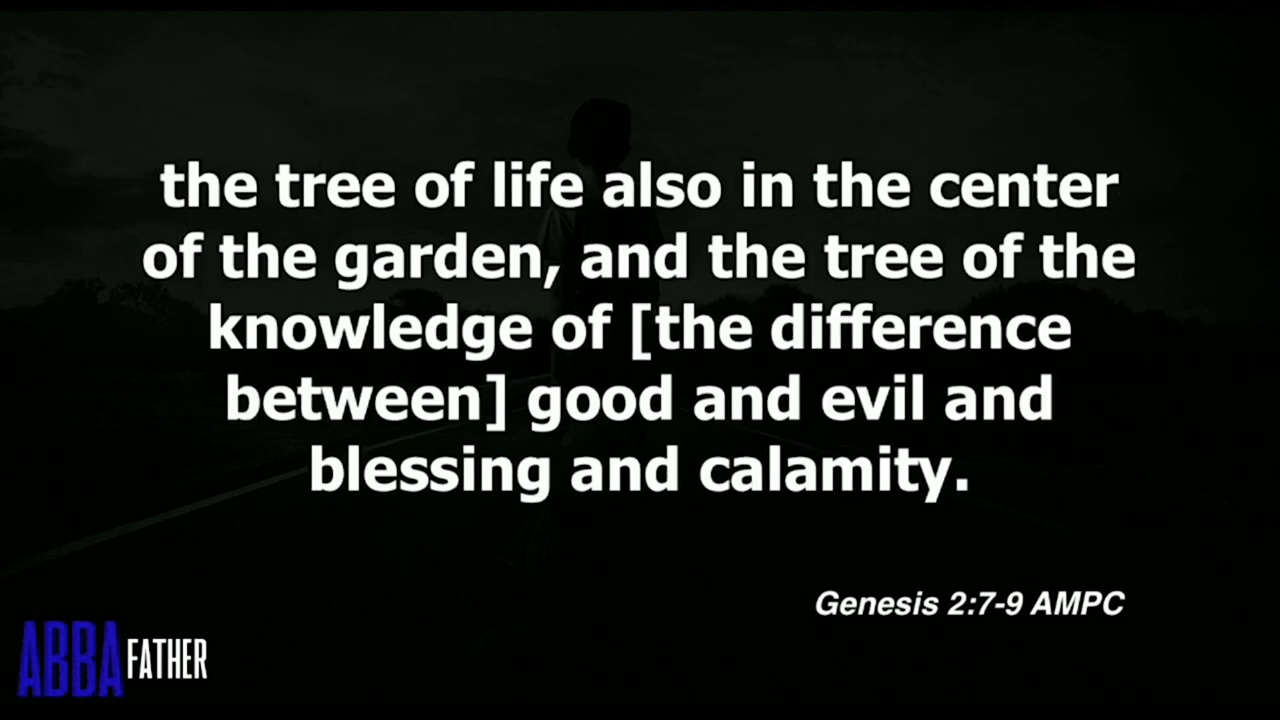 the tree of life also in the center
of the garden, and the tree of the
knowledge of [the difference
between] good and evil and
blessing and calamity.
Genesis 2:7-9 AMPC
ABBA FATHER